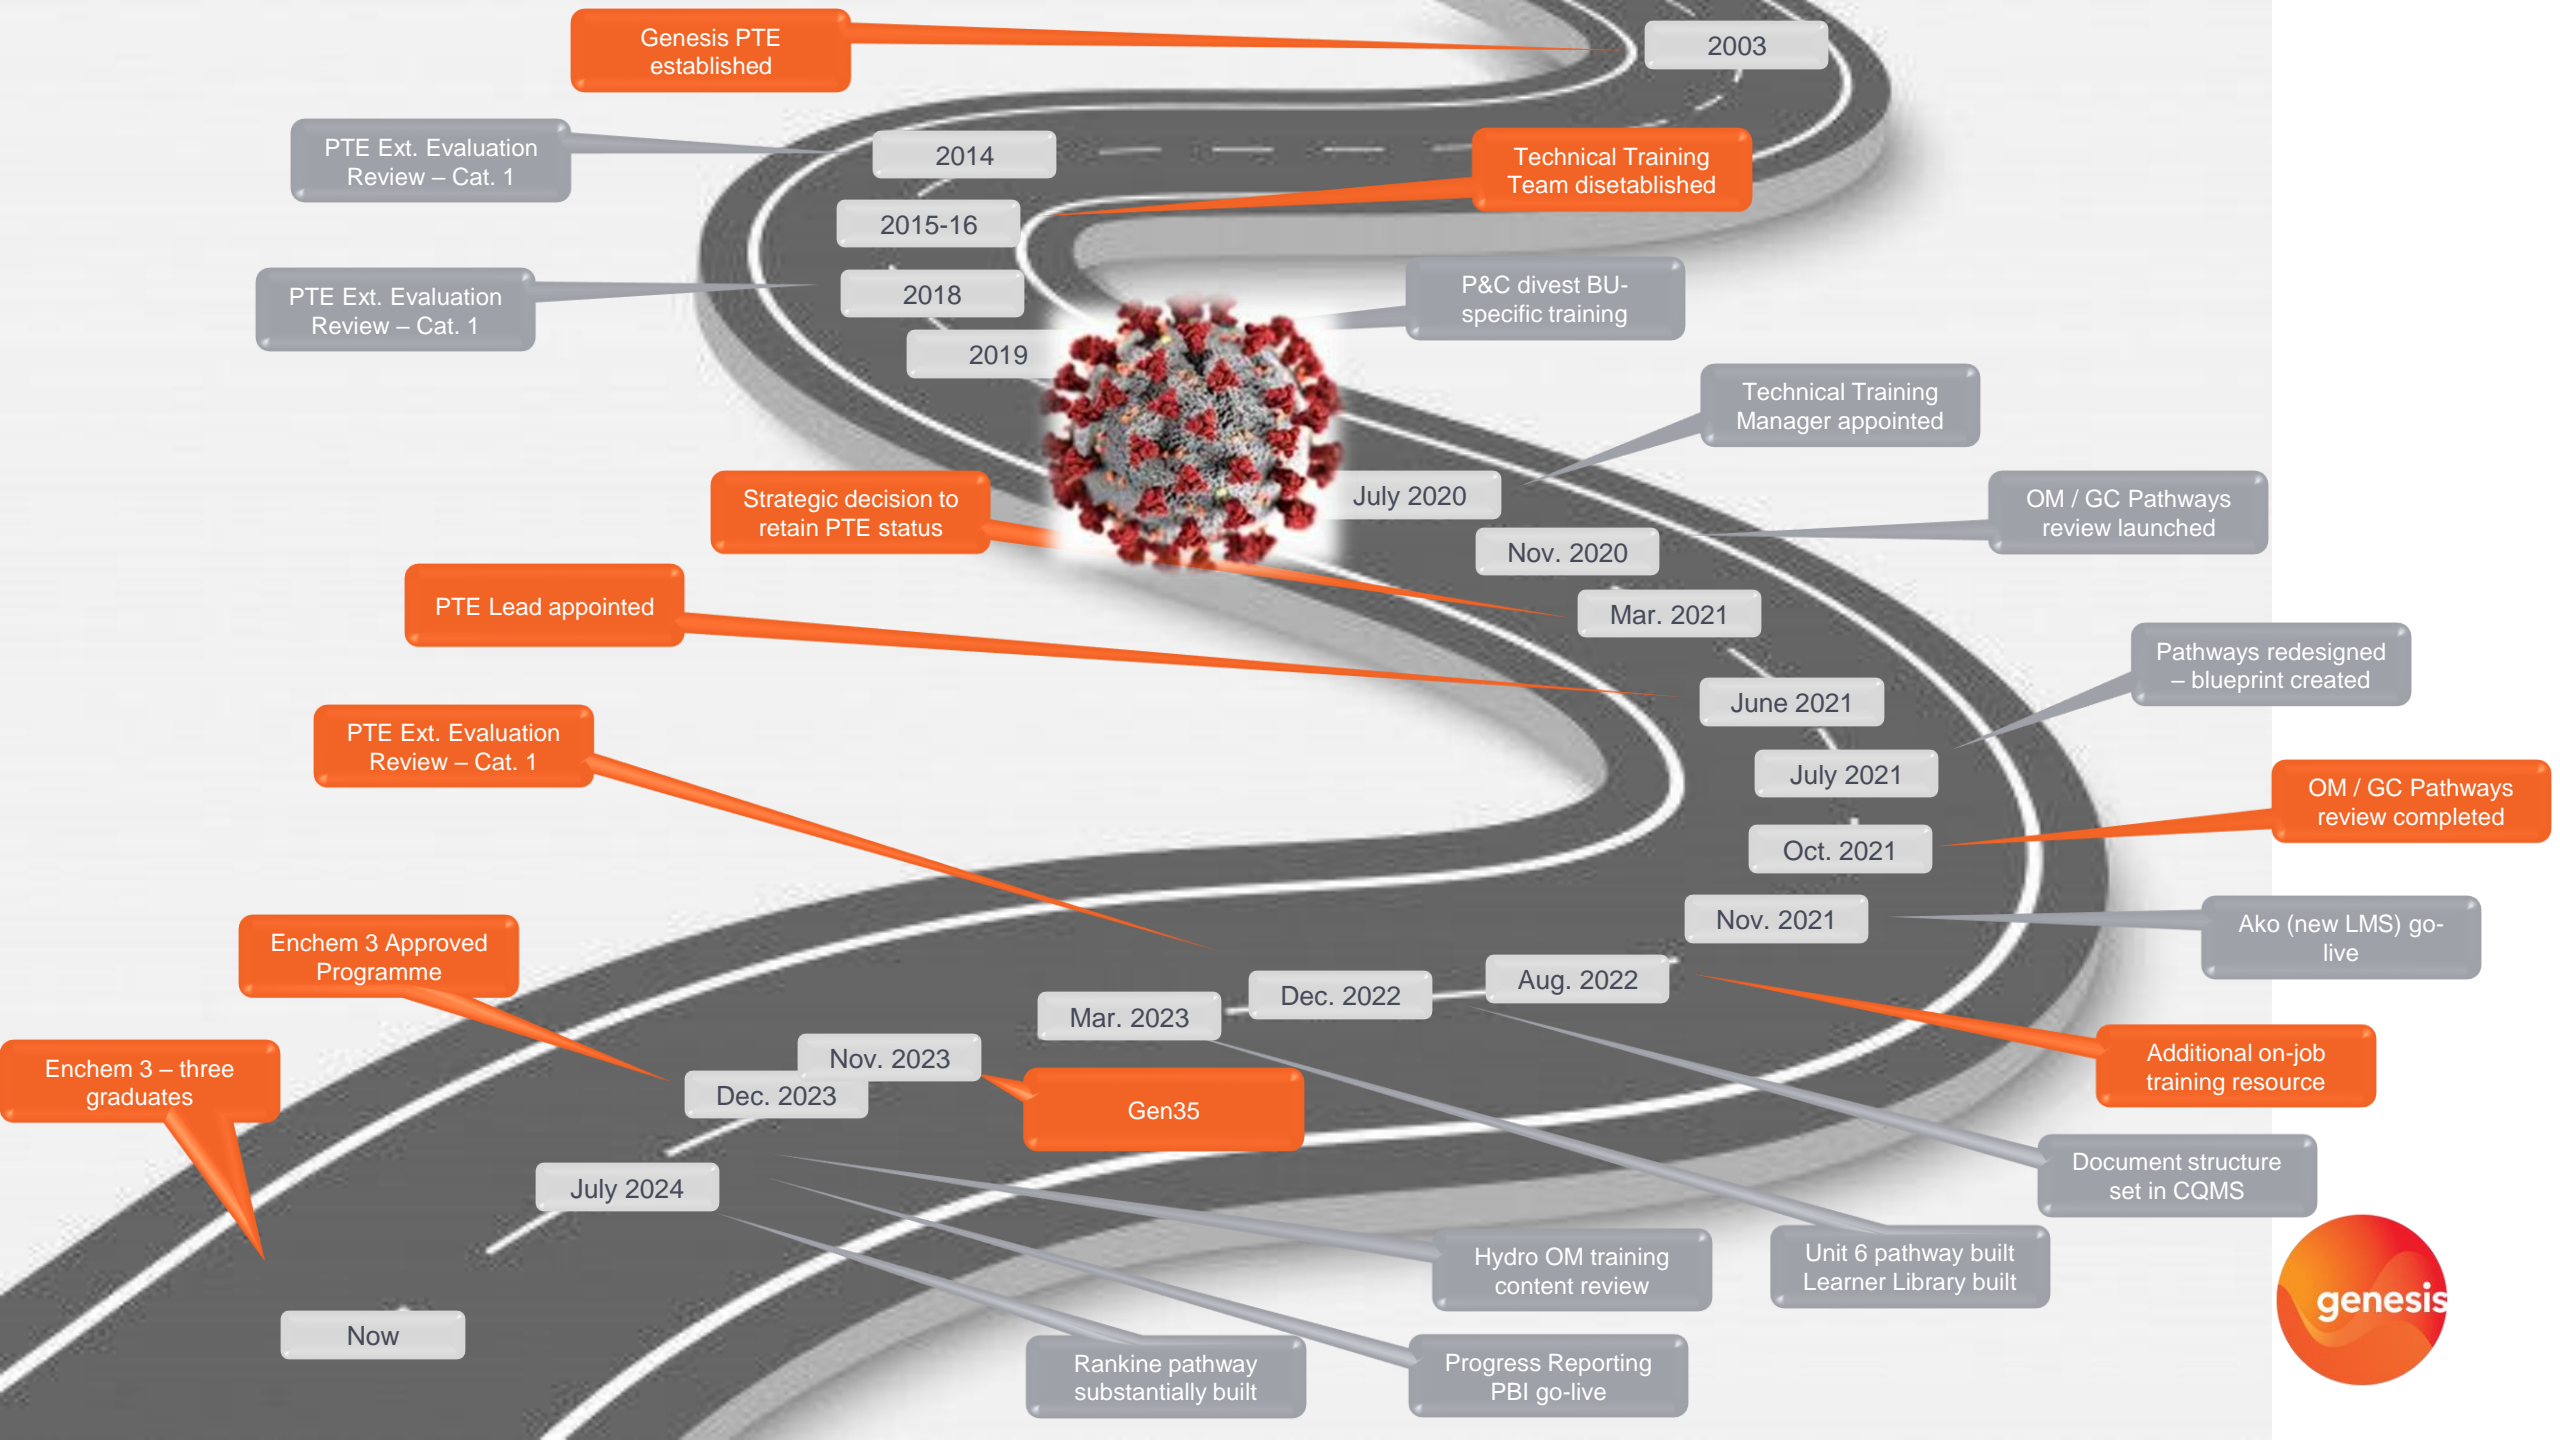 Genesis PTE
established
2003
PTE Ext. Evaluation
Review – Cat. 1
2014
Technical Training
Team disetablished
2015-16
PTE Ext. Evaluation
Review – Cat. 1
2018
P&C divest BU-
specific training
2019
Technical Training
Manager appointed
Strategic decision to
retain PTE status
July 2020
OM / GC Pathways
review launched
Nov. 2020
PTE Lead appointed
Mar. 2021
Pathways redesigned
– blueprint created
June 2021
PTE Ext. Evaluation
Review – Cat. 1
July 2021
OM / GC Pathways
review completed
Oct. 2021
Nov. 2021
Ako (new LMS) go-
live
Enchem 3 Approved
Programme
Aug. 2022
Dec. 2022
Mar. 2023
Additional on-job
training resource
Nov. 2023
Enchem 3 – three
graduates
Dec. 2023
Gen35
Document structure
set in CQMS
July 2024
Hydro OM training
content review
Unit 6 pathway built
Learner Library built
genesis
Now
Rankine pathway
substantially built
Progress Reporting
PBI go-live